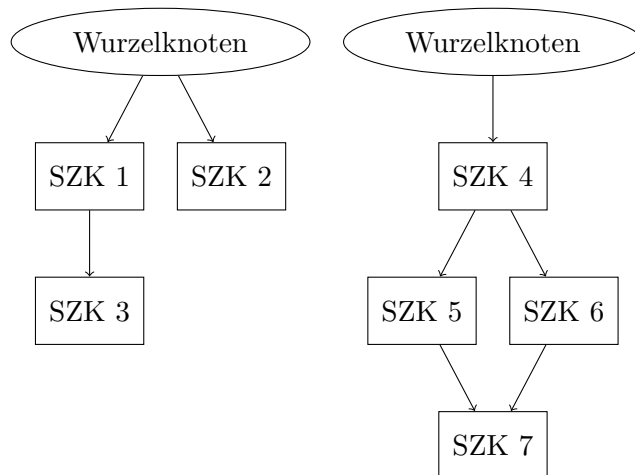 Wurzelknoten
Wurzelknoten
SZK 1
SZK 2
SZK 4
SZK 3
SZK 5
SZK 6
SZK 7